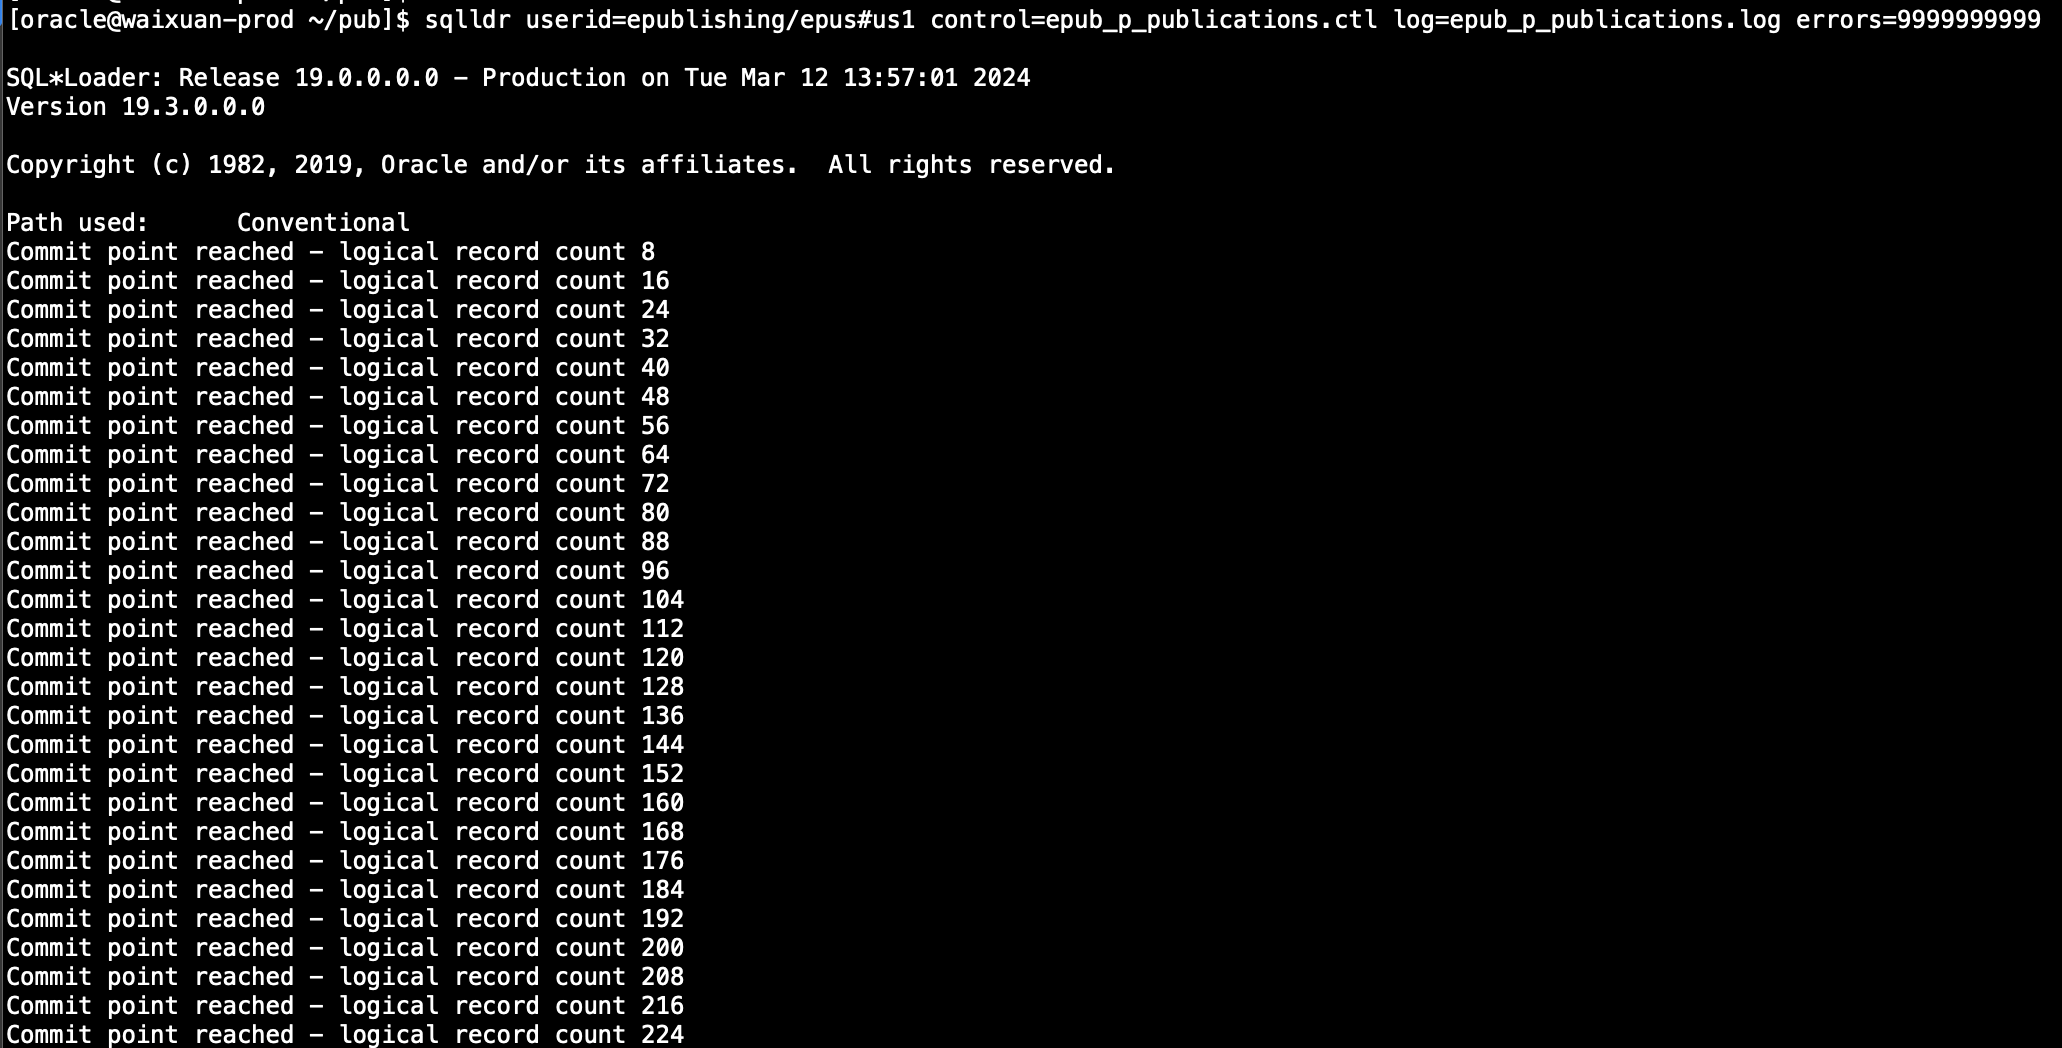 [oracle@waixuan-prod ~/pub]$ sqlldr userid=epublishing/epus#us1 control=epub_p_publications.ctl log=epub_p_publications.log errors=9999999999
SQL*Loader: Release 19.0.0.0.0 - Production on Tue Mar 12 13:57:01 2024
Version 19.3.0.0.0
Copyright (c) 1982, 2019, Oracle and/or its affiliates.  All rights reserved.
Path used:      Conventional
Commit point reached - logical record count 8
Commit point reached - logical record count 16
Commit point reached - logical record count 24
Commit point reached - logical record count 32
Commit point reached - logical record count 40
Commit point reached - logical record count 48
Commit point reached - logical record count 56
Commit point reached - logical record count 64
Commit point reached - logical record count 72
Commit point reached - logical record count 80
Commit point reached - logical record count 88
Commit point reached - logical record count 96
Commit point reached - logical record count 104
Commit point reached - logical record count 112
Commit point reached - logical record count 120
Commit point reached - logical record count 128
Commit point reached - logical record count 136
Commit point reached - logical record count 144
Commit point reached - logical record count 152
Commit point reached - logical record count 160
Commit point reached - logical record count 168
Commit point reached - logical record count 176
Commit point reached - logical record count 184
Commit point reached - logical record count 192
Commit point reached - logical record count 200
Commit point reached - logical record count 208
Commit point reached - logical record count 216
Commit point reached - logical record count 224